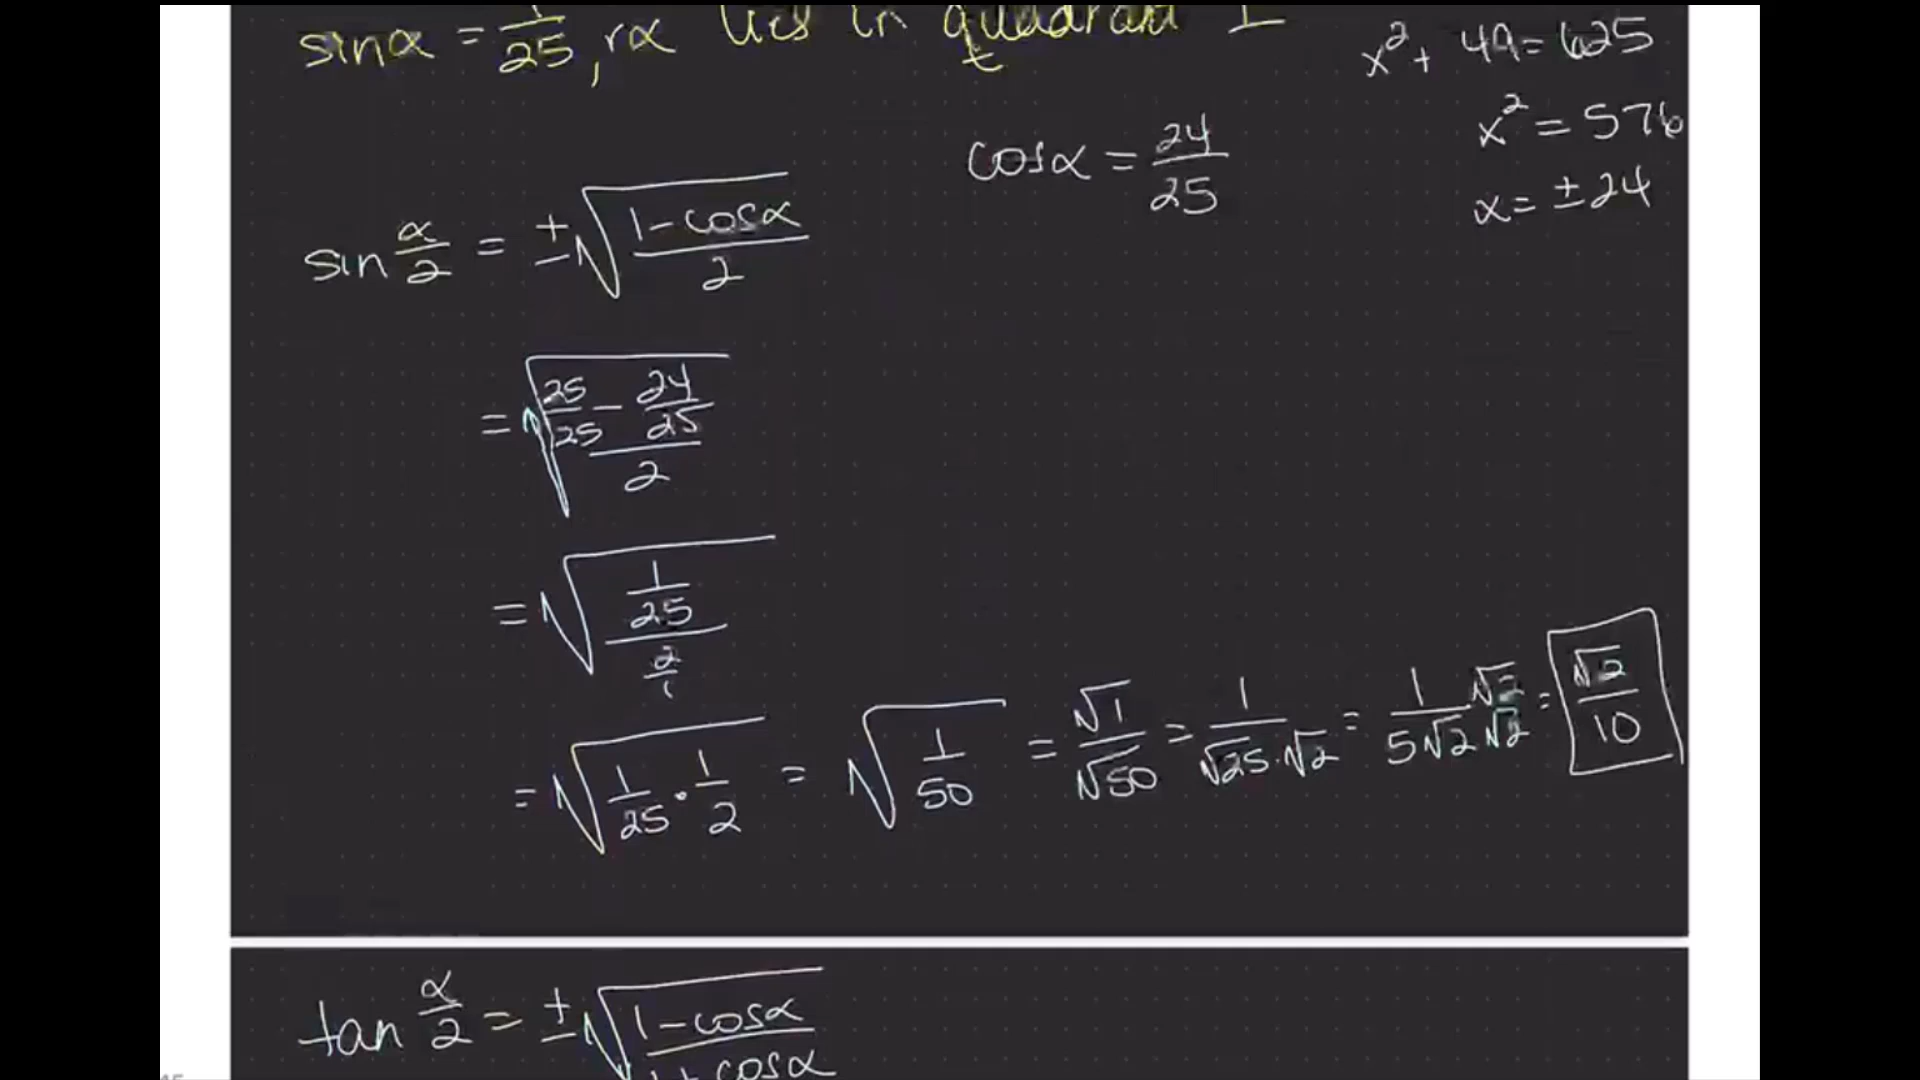 sinα = /25, rα lies in quadrant I
x² + 49 = 625
x² = 576
cosα = 24/25
x = ±24
sin α/2 = ±√((1 - cosα)/2)
= √((25/25 - 24/25)/2)
= √((1/25)/(2/1))
= √(1/25 · 1/2) = √(1/50) = √1/√50 = 1/(√25·√2) = 1/(5√2) √2/√2 = √2/10
tan α/2 = ±√((1 - cosα)/(1 + cosα))